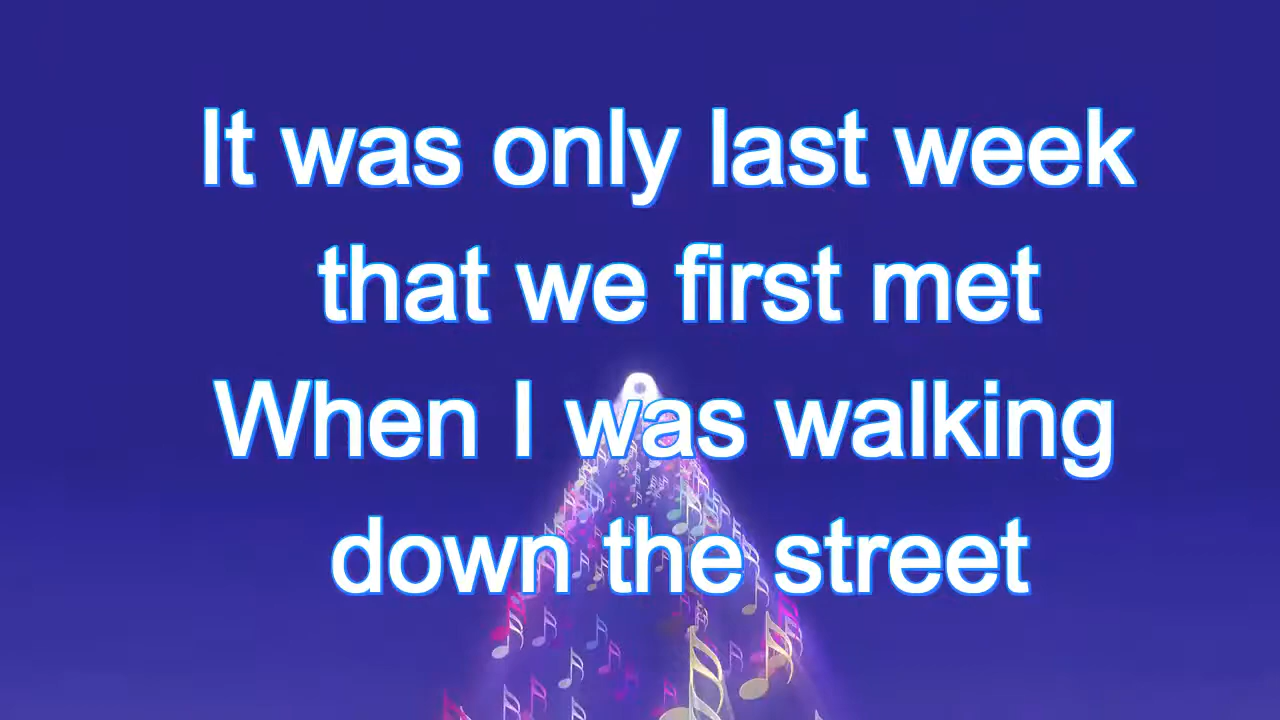 It was only last week
that we first met
When I was walking
down the street